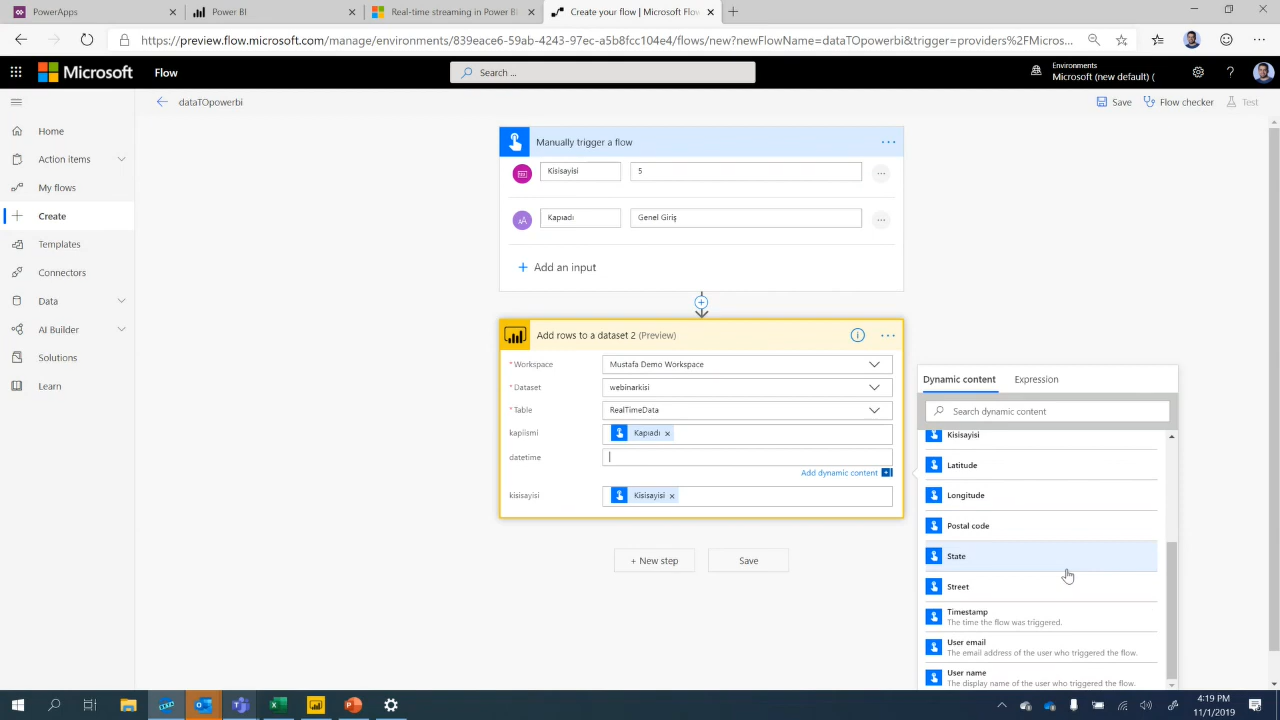 PowerApps
Power BI
Real-time streaming in Power BI
Create your flow | Microsoft Flow
https://preview.flow.microsoft.com/manage/environments/839eace6-59ab-4243-97ec-a5b8fcc104e4/flows/new?newFlowName=dataTOpowerbi&trigger=providers%2FMicros...
Microsoft
Flow
Search ...
Environments
Microsoft (new default) (
dataTOpowerbi
Save
Flow checker
Test
Home
Action items
My flows
Create
Templates
Connectors
Data
AI Builder
Solutions
Learn
Manually trigger a flow
Kisisayisi
5
Kapıadı
Genel Giriş
Add an input
Add rows to a dataset 2 (Preview)
* Workspace
Mustafa Demo Workspace
* Dataset
webinarkisi
* Table
RealTimeData
kapiismi
Kapıadı
datetime
Add dynamic content
kisisayisi
Kisisayisi
+ New step
Save
Dynamic content
Expression
Search dynamic content
Kisisayisi
Latitude
Longitude
Postal code
State
Street
Timestamp
The time the flow was triggered.
User email
The email address of the user who triggered the flow.
User name
The display name of the user who triggered the flow.
4:19 PM
11/1/2019